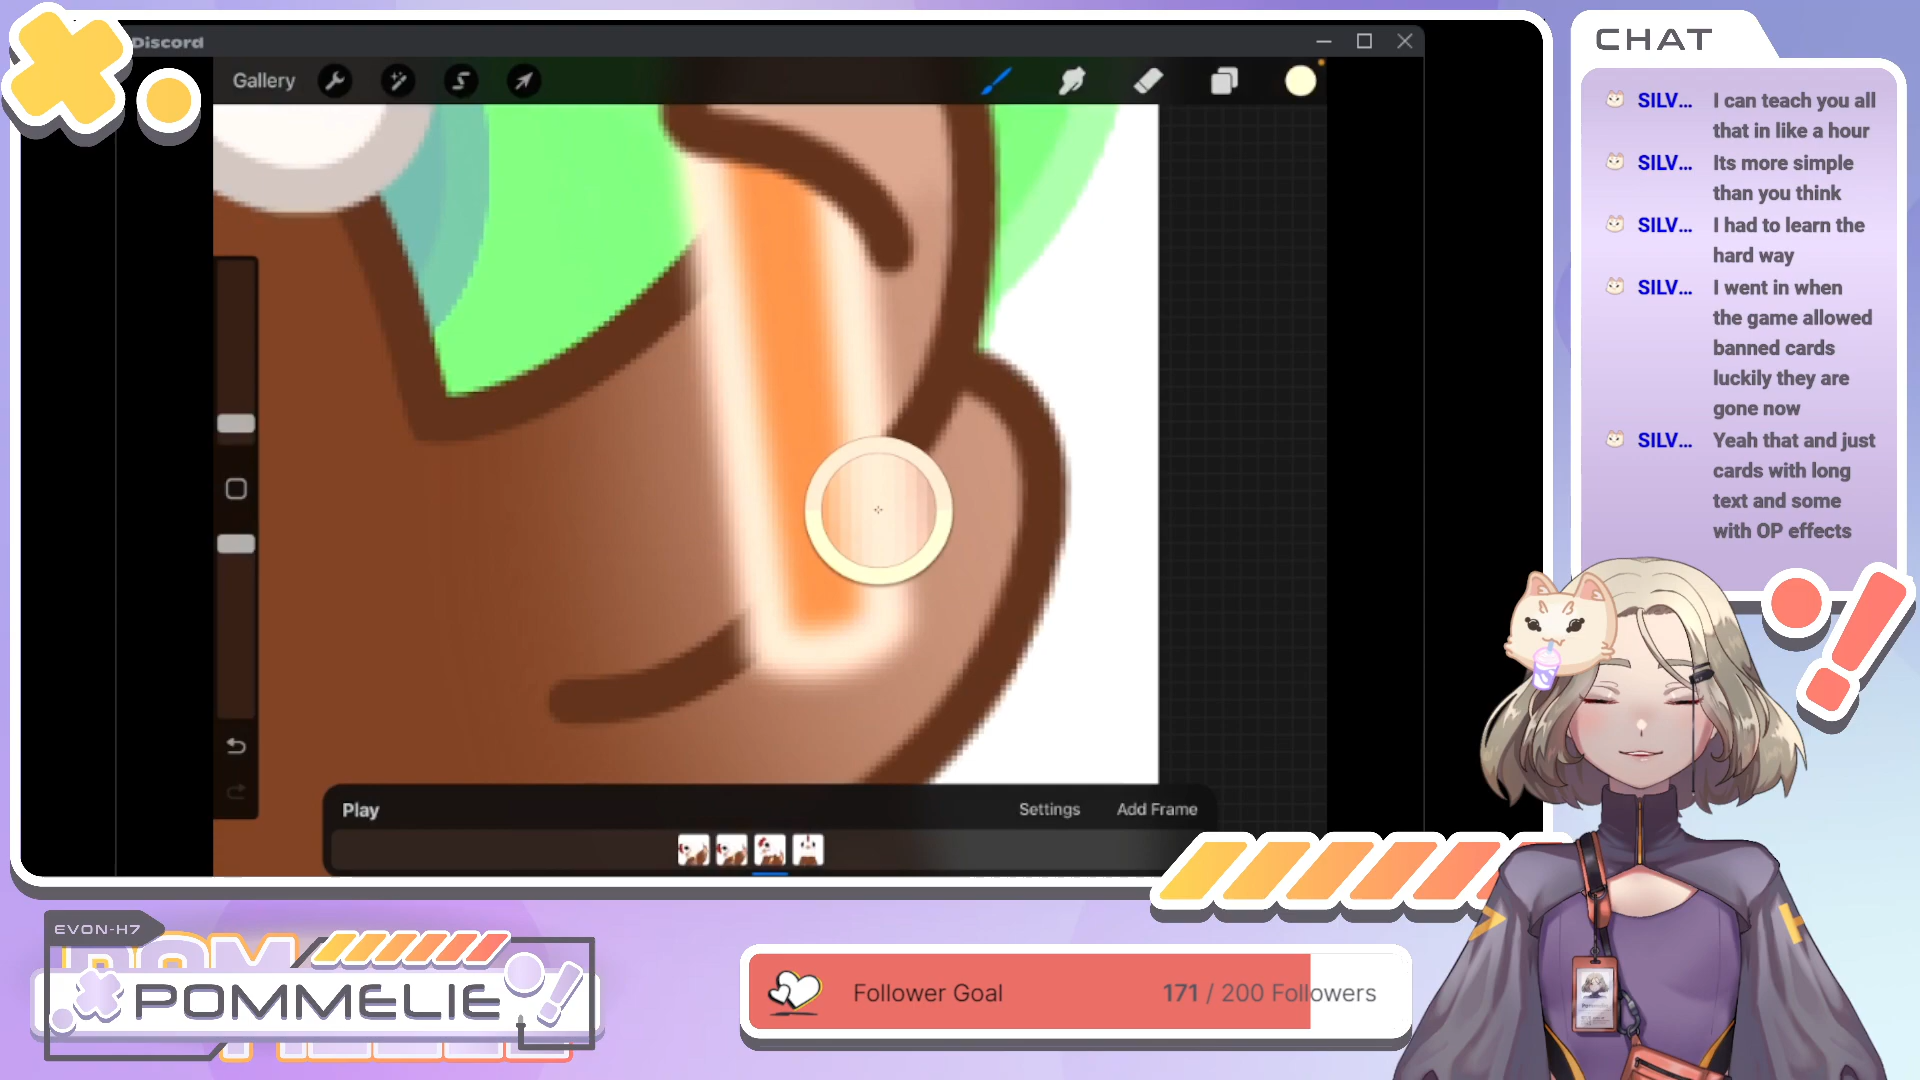 Discord
Gallery
Play
Settings
Add Frame
CHAT
SILV... I can teach you all
that in like a hour
SILV... Its more simple
than you think
SILV... I had to learn the
hard way
SILV... I went in when
the game allowed
banned cards
luckily they are
gone now
SILV... Yeah that and just
cards with long
text and some
with OP effects
EVON-H7
POMMELIE
Follower Goal
171 / 200 Followers